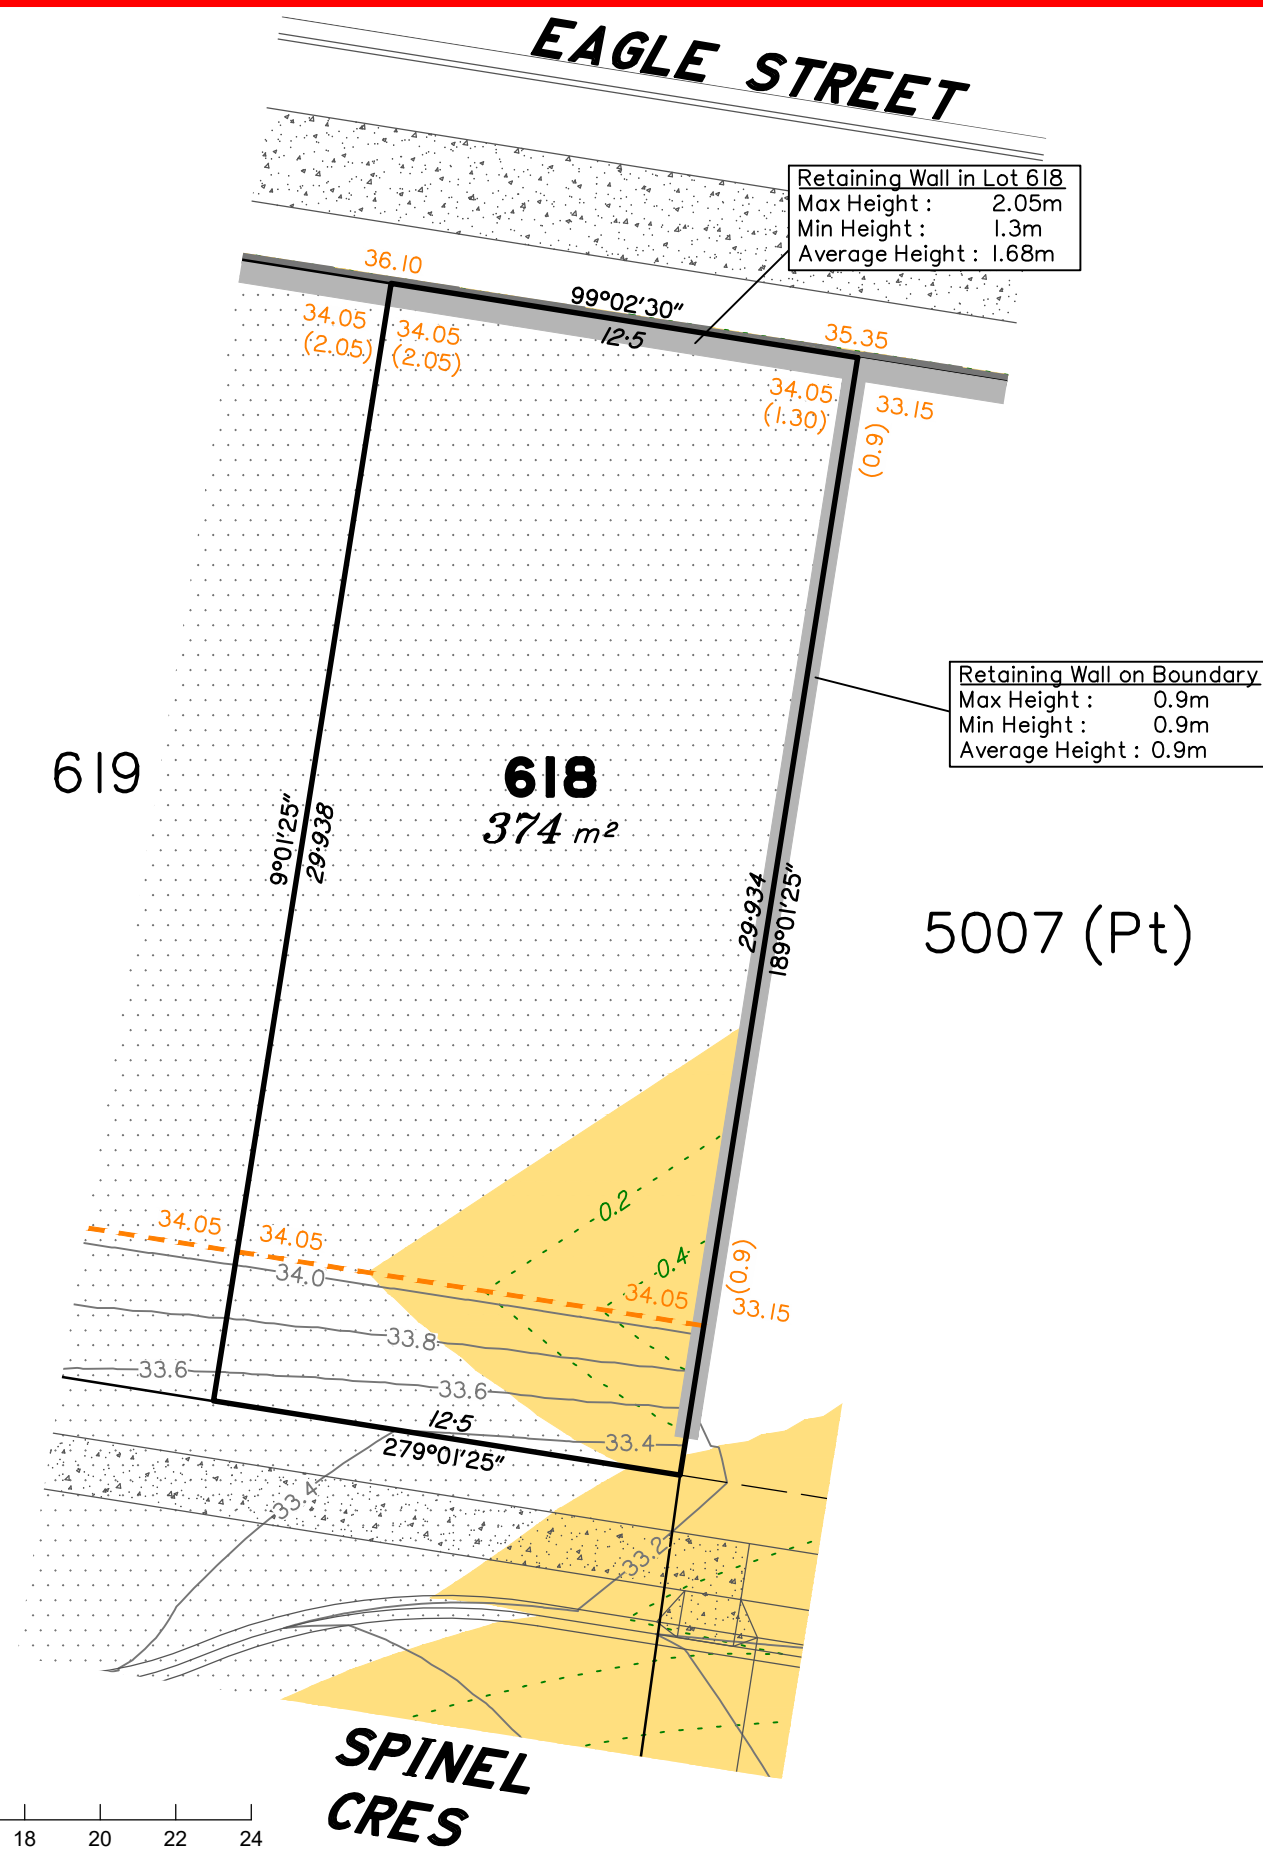 EAGLE STREET
Retaining Wall in Lot 618
Max Height : 2.05m
Min Height : 1.3m
Average Height : 1.68m
36.10
99°02'30"
12·5
35.35
34.05
(2.05)
34.05
(2.05)
34.05
(1.30)
33.15
(0.9)
Retaining Wall on Boundary
Max Height : 0.9m
Min Height : 0.9m
Average Height : 0.9m
619
618
374 m²
9°01'25"
29·938
29·934
189°01'25"
5007 (Pt)
0.2
0.4
34.05
34.05
34.0
34.05
(0.9)
33.15
33.8
33.6
33.6
12·5
279°01'25"
33.4
33.4
33.2
SPINEL
CRES
18 20 22 24